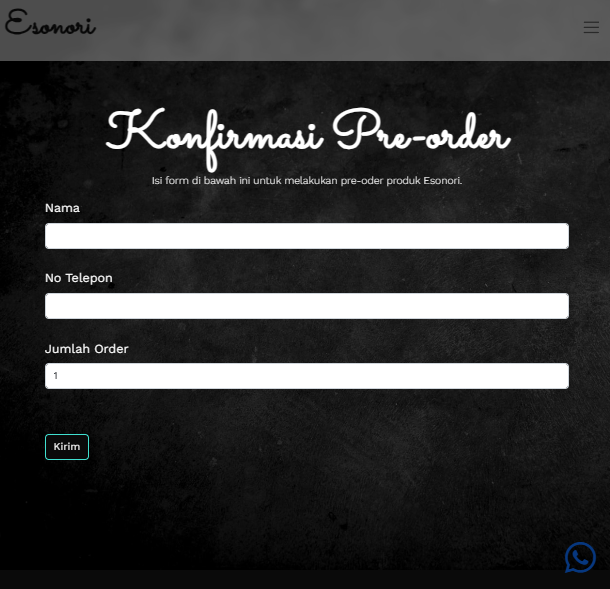 Esonori
Konfirmasi Pre-order
Isi form di bawah ini untuk melakukan pre-oder produk Esonori.
Nama
No Telepon
Jumlah Order
1
Kirim